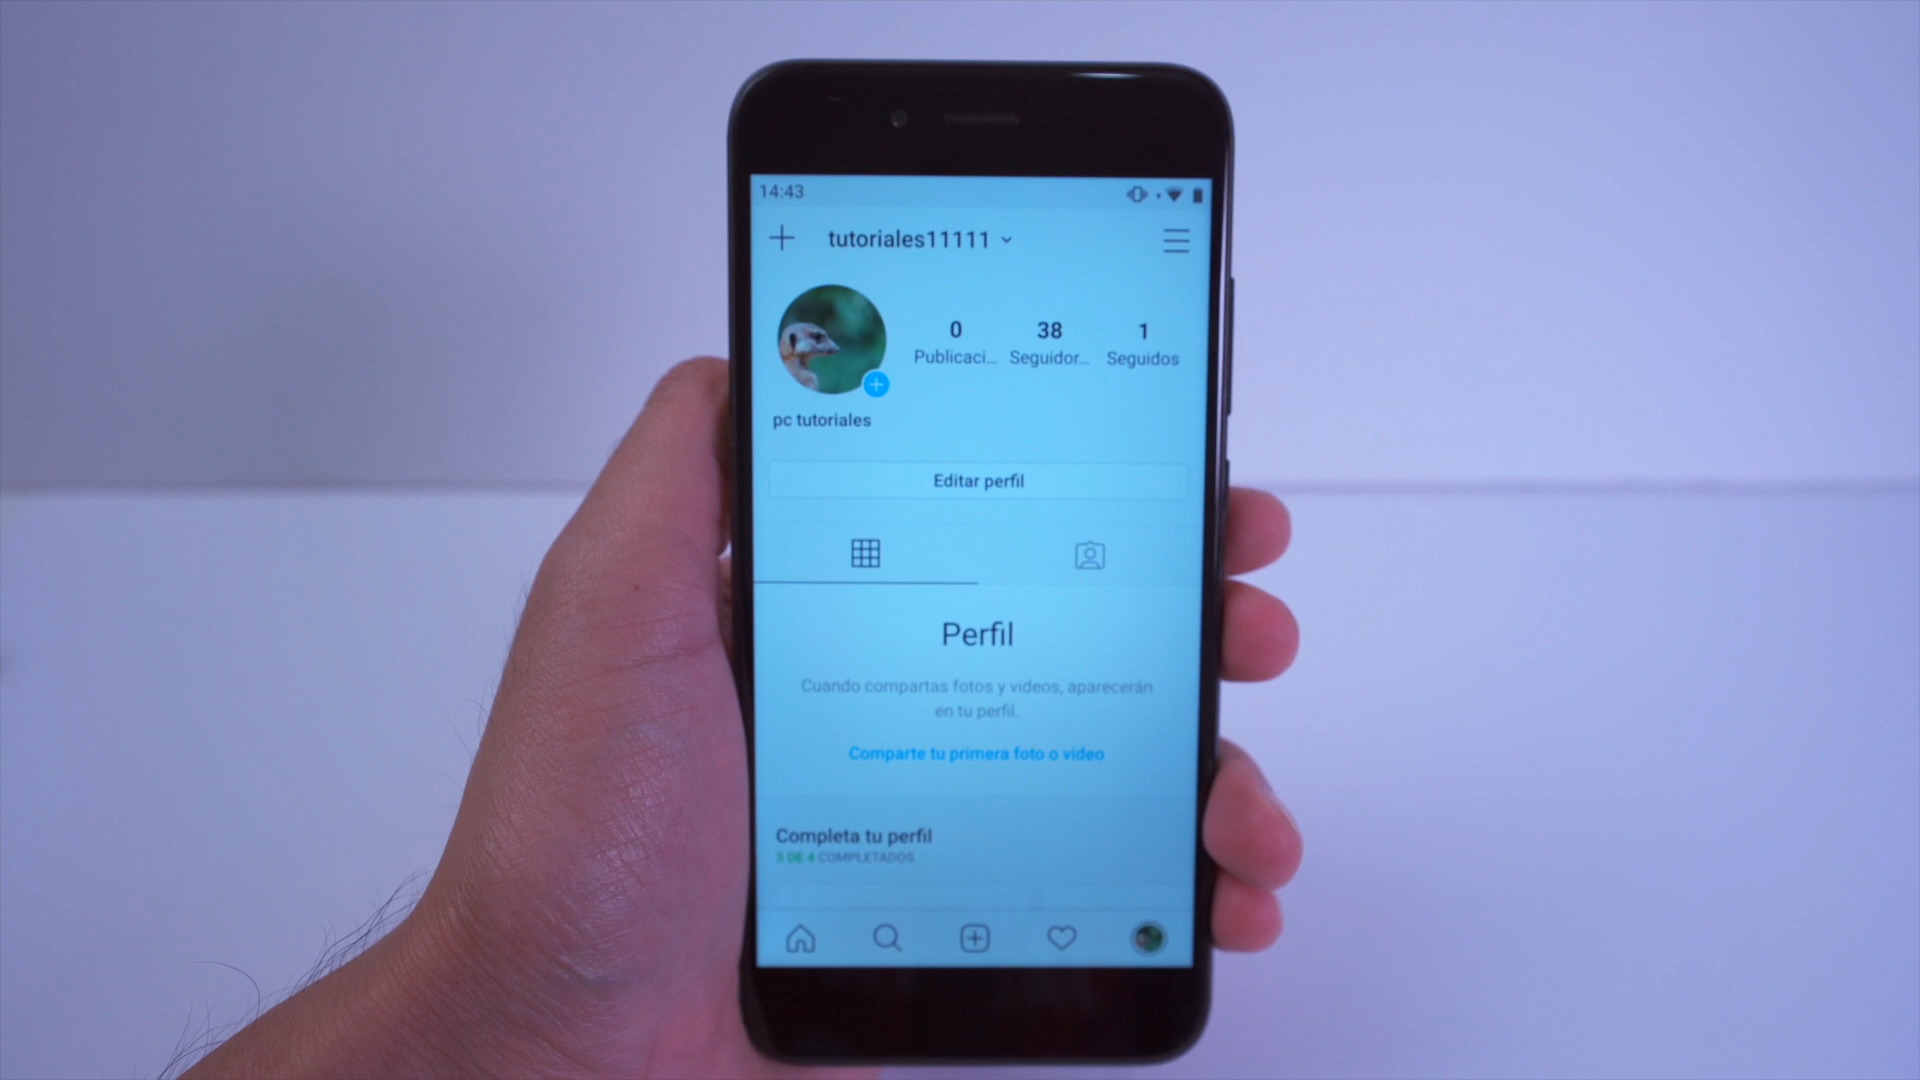 14:43
tutoriales11111
0 38 1
Publicaci... Seguidor... Seguidos
pc tutoriales
Editar perfil
Perfil
Cuando compartas fotos y videos, aparecerán
en tu perfil.
Comparte tu primera foto o video
Completa tu perfil
3 DE 4 COMPLETADOS